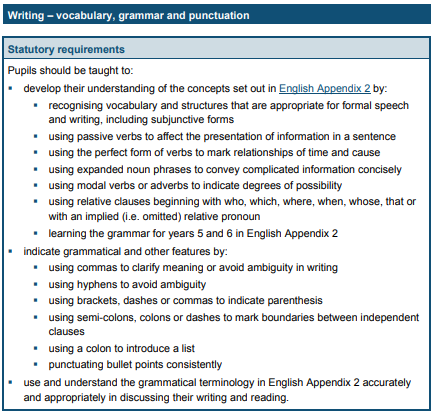 Writing – vocabulary, grammar and punctuation
Statutory requirements
Pupils should be taught to:
▪ develop their understanding of the concepts set out in English Appendix 2 by:
▪ recognising vocabulary and structures that are appropriate for formal speech
and writing, including subjunctive forms
▪ using passive verbs to affect the presentation of information in a sentence
▪ using the perfect form of verbs to mark relationships of time and cause
▪ using expanded noun phrases to convey complicated information concisely
▪ using modal verbs or adverbs to indicate degrees of possibility
▪ using relative clauses beginning with who, which, where, when, whose, that or
with an implied (i.e. omitted) relative pronoun
▪ learning the grammar for years 5 and 6 in English Appendix 2
▪ indicate grammatical and other features by:
▪ using commas to clarify meaning or avoid ambiguity in writing
▪ using hyphens to avoid ambiguity
▪ using brackets, dashes or commas to indicate parenthesis
▪ using semi-colons, colons or dashes to mark boundaries between independent
clauses
▪ using a colon to introduce a list
▪ punctuating bullet points consistently
▪ use and understand the grammatical terminology in English Appendix 2 accurately
and appropriately in discussing their writing and reading.